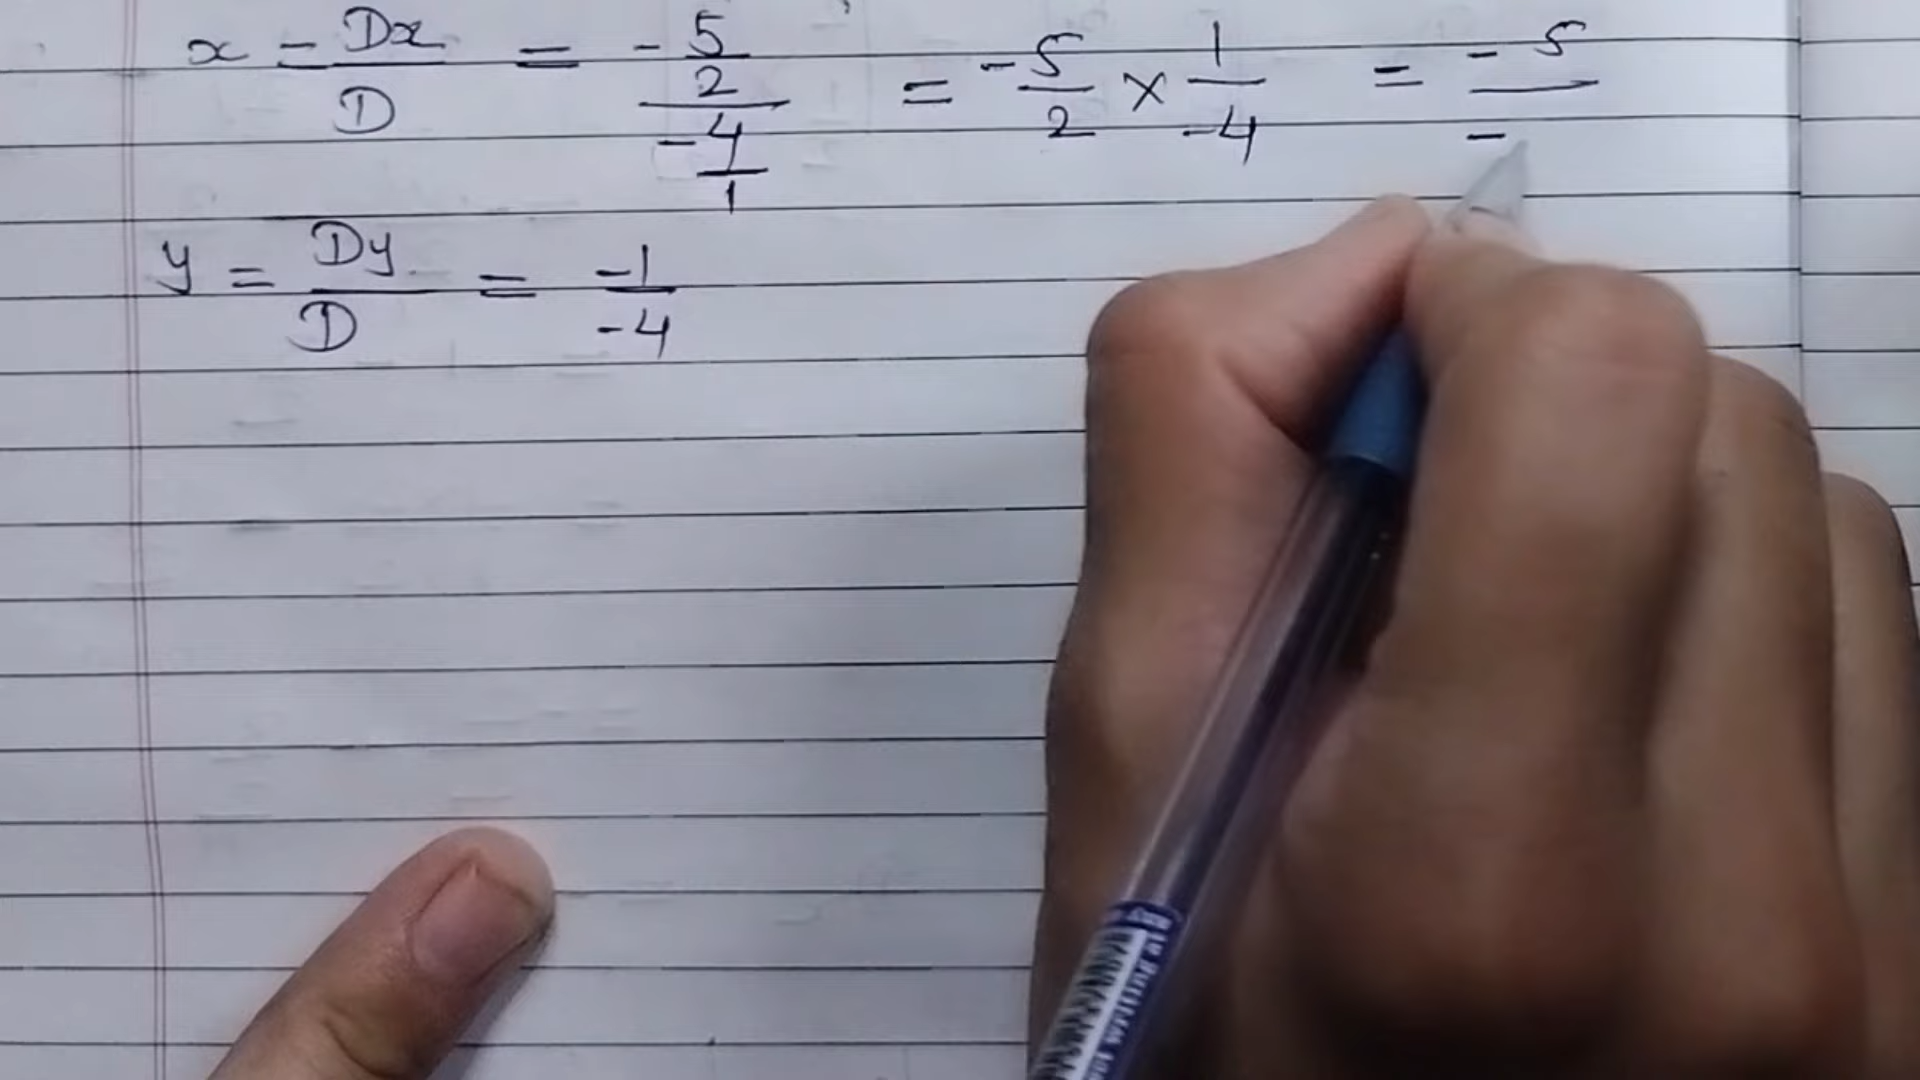 x = Dx/D = (-5/2)/(-4/1) = -5/2 × 1/-4 = -5/-
y = Dy/D = -1/-4